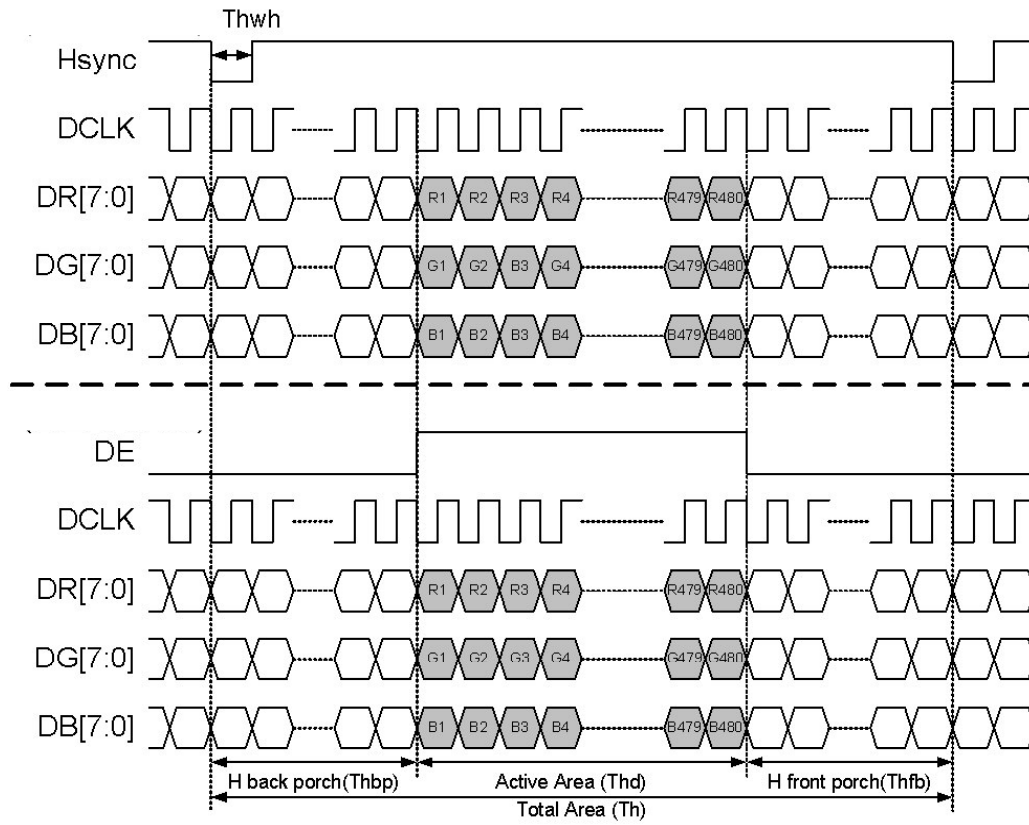 Thwh
Hsync
DCLK
DR[7:0] R1 R2 R3 R4 R479 R480
DG[7:0] G1 G2 B3 G4 G479 G480
DB[7:0] B1 B2 B3 B4 B479 B480
DE
DCLK
DR[7:0] R1 R2 R3 R4 R479 R480
DG[7:0] G1 G2 G3 G4 G479 G480
DB[7:0] B1 B2 B3 B4 B479 B480
H back porch(Thbp) Active Area (Thd) H front porch(Thfb)
Total Area (Th)